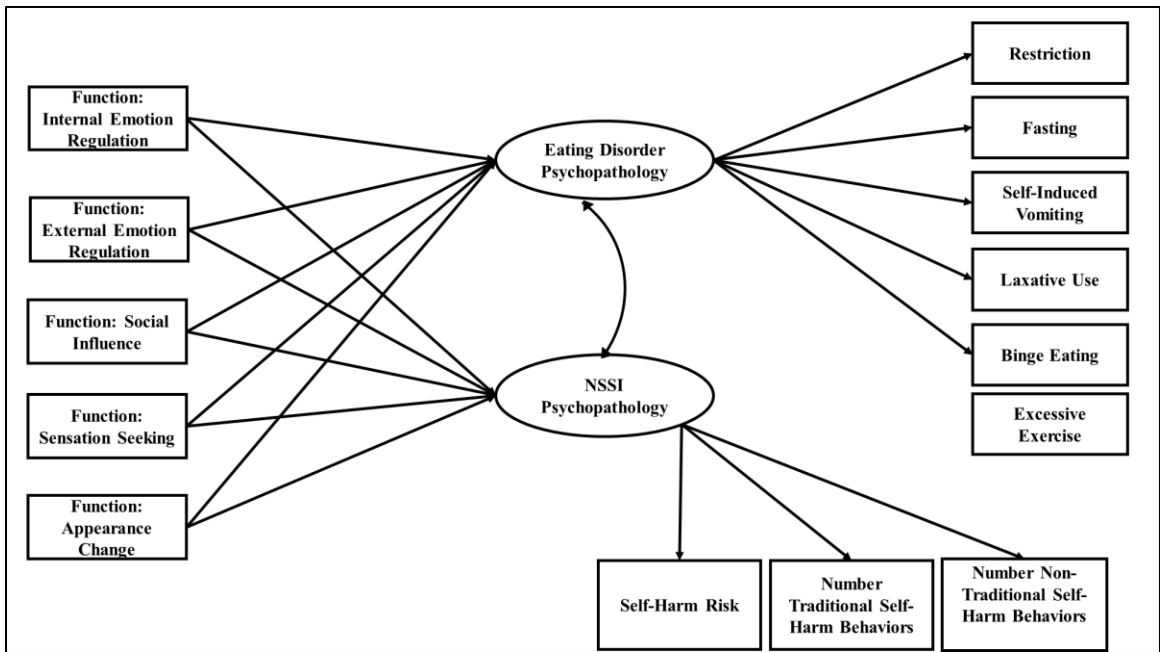 Function:
Internal Emotion
Regulation
Function:
External Emotion
Regulation
Function: Social
Influence
Function:
Sensation Seeking
Function:
Appearance
Change
Eating Disorder
Psychopathology
NSSI
Psychopathology
Restriction
Fasting
Self-Induced
Vomiting
Laxative Use
Binge Eating
Excessive
Exercise
Self-Harm Risk
Number
Traditional Self-
Harm Behaviors
Number Non-
Traditional Self-
Harm Behaviors